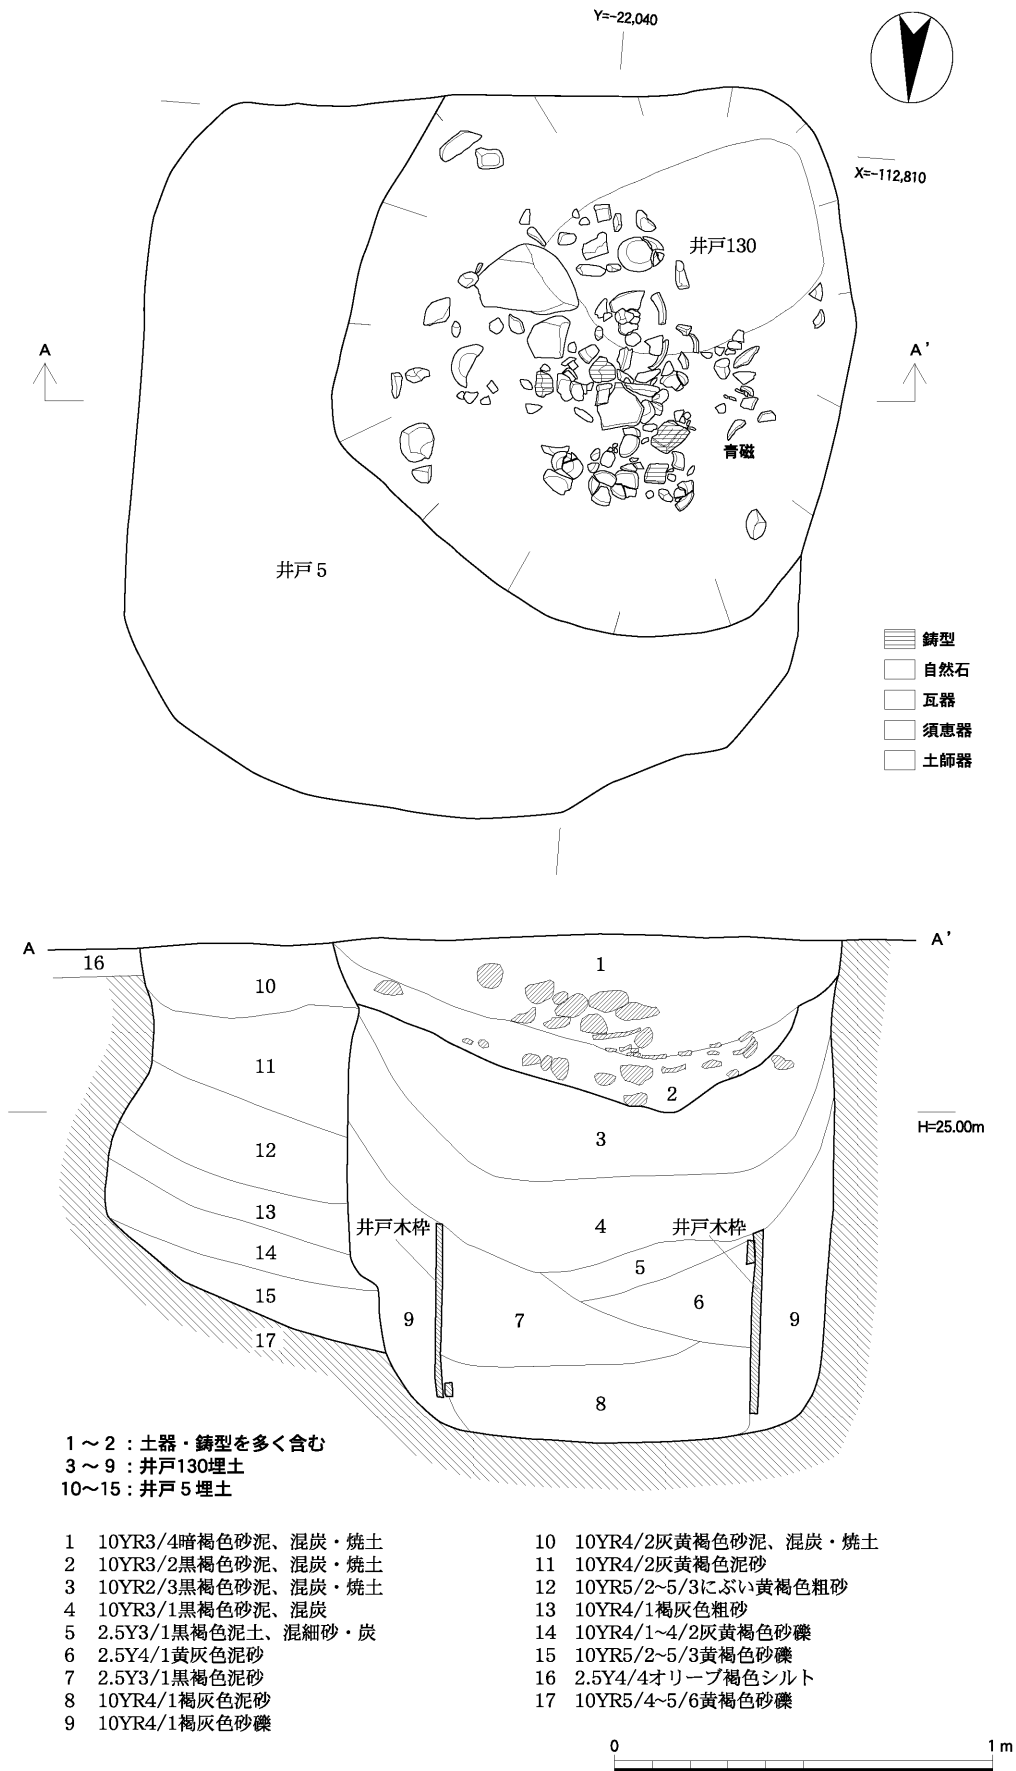 Y=-22,040
X=-112,810
井戸130
A
A’
青磁
井戸５
鋳型
自然石
瓦器
須恵器
土師器
A
A’
16
1
10
11
2
H=25.00m
3
12
13
井戸木枠
井戸木枠
4
14
5
15
6
9
7
9
17
8
1～2：土器・鋳型を多く含む
3～9：井戸130埋土
10～15：井戸５埋土
1 10YR3/4暗褐色砂泥、混炭・焼土
2 10YR3/2黒褐色砂泥、混炭・焼土
3 10YR2/3黒褐色砂泥、混炭・焼土
4 10YR3/1黒褐色砂泥、混炭
5 2.5Y3/1黒褐色泥土、混細砂・炭
6 2.5Y4/1黄灰色泥砂
7 2.5Y3/1黒褐色泥砂
8 10YR4/1褐灰色泥砂
9 10YR4/1褐灰色砂礫
10 10YR4/2灰黄褐色砂泥、混炭・焼土
11 10YR4/2灰黄褐色泥砂
12 10YR5/2~5/3にぶい黄褐色粗砂
13 10YR4/1褐灰色粗砂
14 10YR4/1~4/2灰黄褐色砂礫
15 10YR5/2~5/3黄褐色砂礫
16 2.5Y4/4オリーブ褐色シルト
17 10YR5/4~5/6黄褐色砂礫
0 1m